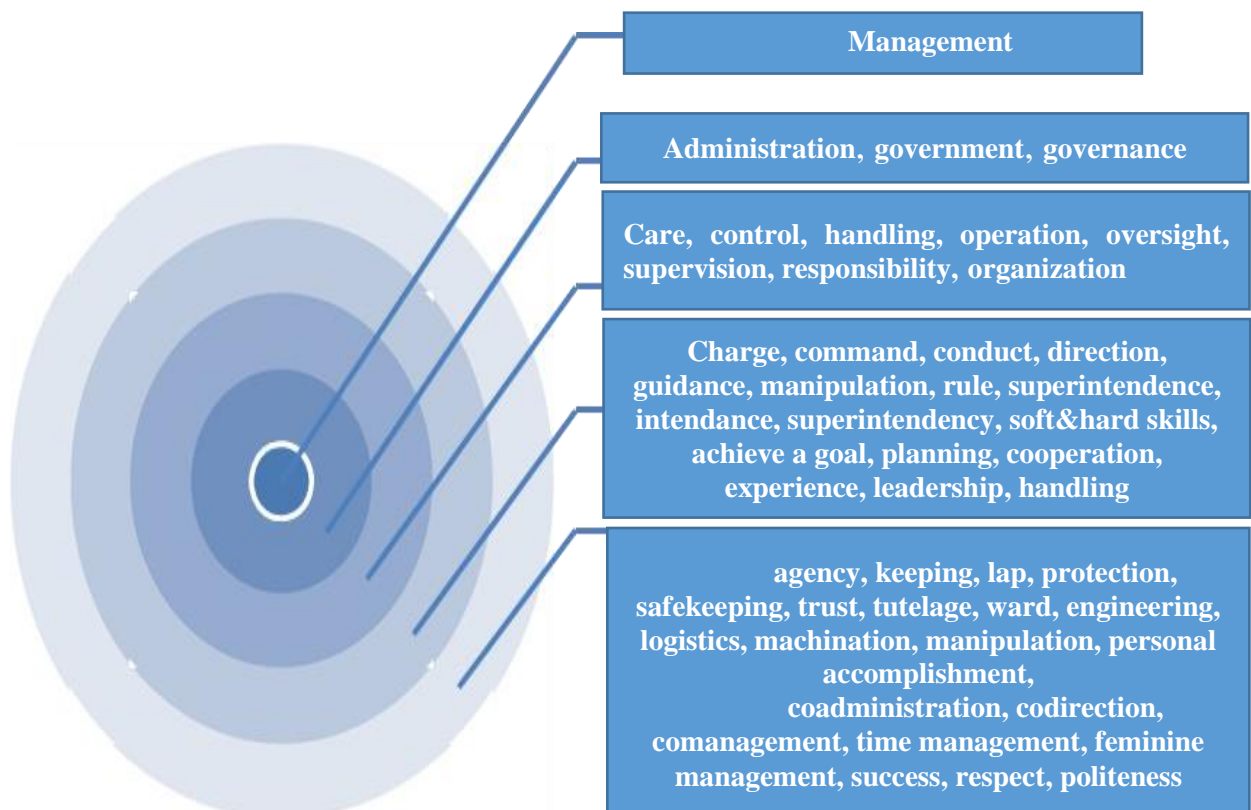 Management
Administration, government, governance
Care, control, handling, operation, oversight,
supervision, responsibility, organization
Charge, command, conduct, direction,
guidance, manipulation, rule, superintendence,
intendance, superintendency, soft&hard skills,
achieve a goal, planning, cooperation,
experience, leadership, handling
agency, keeping, lap, protection,
safekeeping, trust, tutelage, ward, engineering,
logistics, machination, manipulation, personal
accomplishment,
coadministration, codirection,
comanagement, time management, feminine
management, success, respect, politeness